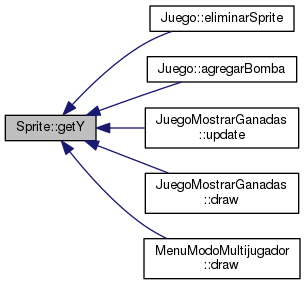 Juego::eliminarSprite
Juego::agregarBomba
Sprite::getY
JuegoMostrarGanadas
::update
JuegoMostrarGanadas
::draw
MenuModoMultijugador
::draw